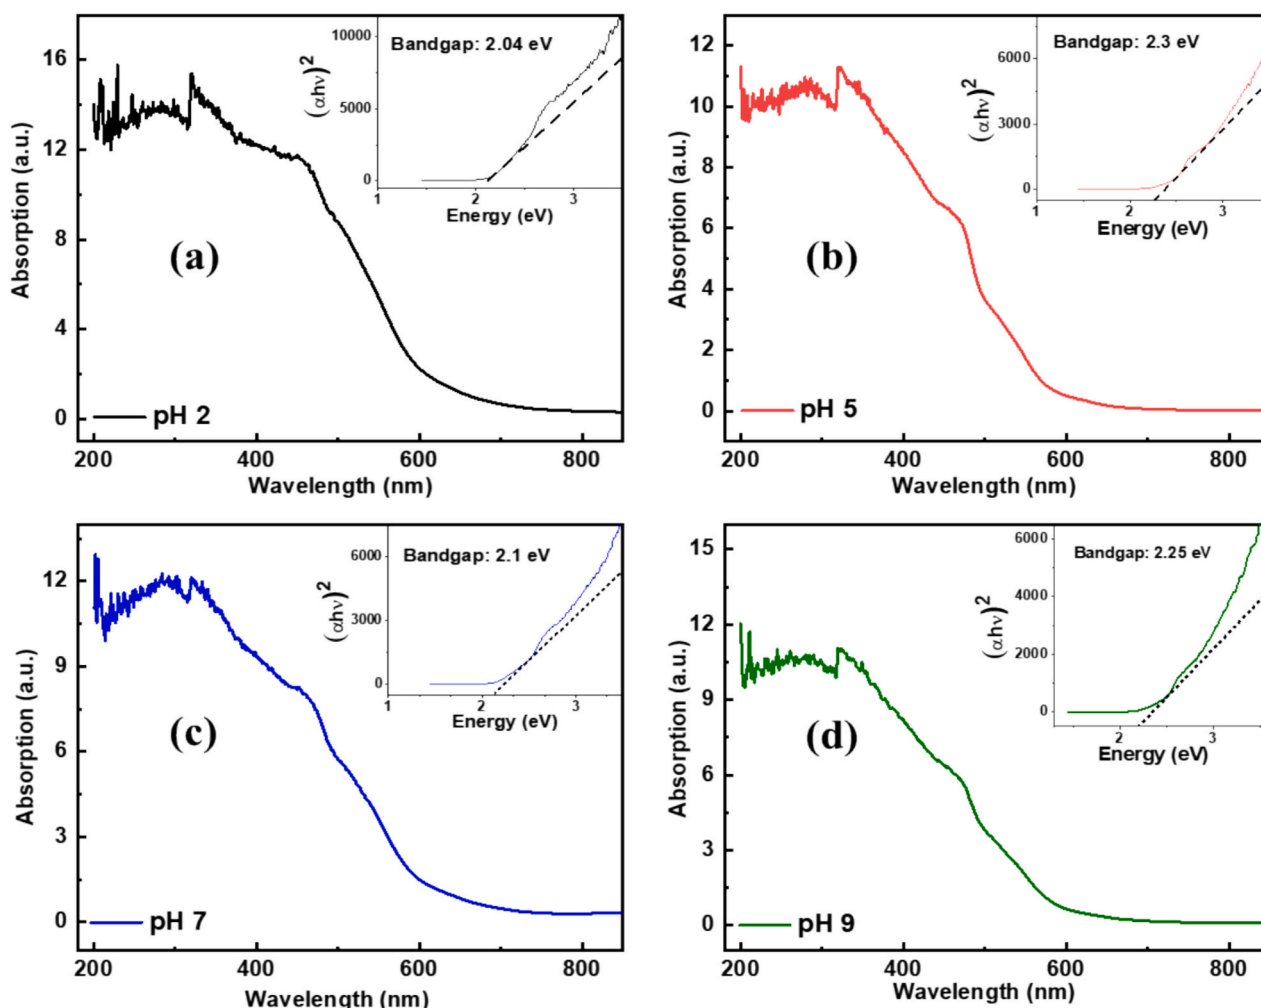 Bandgap: 2.04 eV
10000
5000
0
(αhν)2
1
2
3
Energy (eV)
16
12
8
4
0
Absorption (a.u.)
(a)
pH 2
200
400
600
800
Wavelength (nm)
Bandgap: 2.3 eV
6000
4000
2000
0
(αhν)2
1
2
3
Energy (eV)
12
10
8
6
4
2
0
Absorption (a.u.)
(b)
pH 5
200
400
600
800
Wavelength (nm)
Bandgap: 2.1 eV
6000
3000
0
(αhν)2
1
2
3
Energy (eV)
12
9
6
3
0
Absorption (a.u.)
(c)
pH 7
200
400
600
800
Wavelength (nm)
Bandgap: 2.25 eV
6000
4000
2000
0
(αhν)2
2
3
Energy (eV)
15
12
9
6
3
0
Absorption (a.u.)
(d)
pH 9
200
400
600
800
Wavelength (nm)